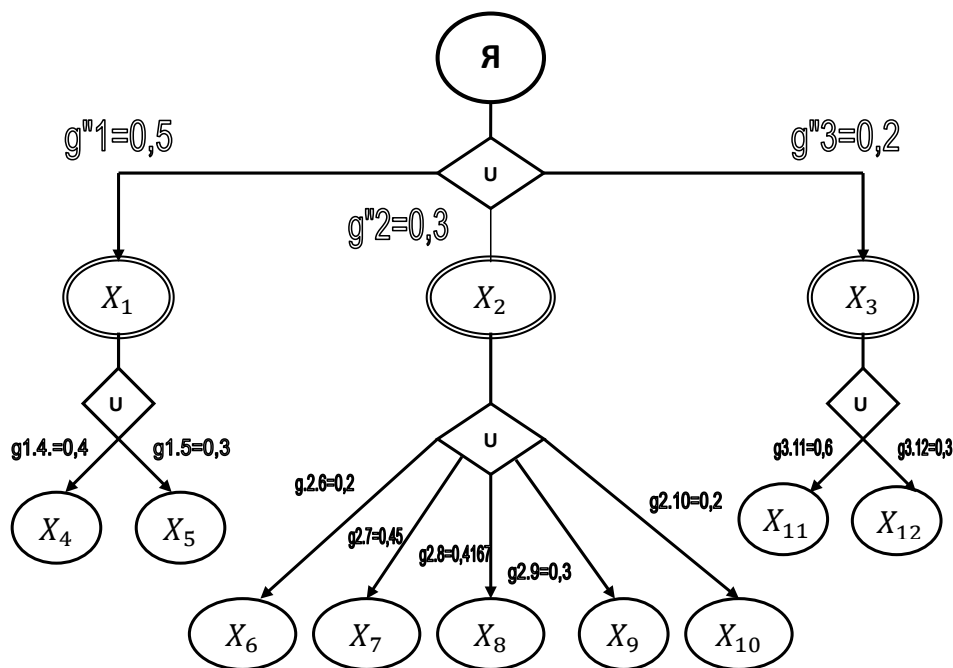 Я
g"1=0,5
U
g"3=0,2
g"2=0,3
X₁
X₂
X₃
U
U
U
g1.4.=0,4
g1.5=0,3
g3.11=0,6
g3.12=0,3
g.2.6=0,2
g2.10=0,2
X₄
X₅
X₁₁
X₁₂
g2.7=0,45
g2.8=0,4167
g2.9=0,3
X₆
X₇
X₈
X₉
X₁₀